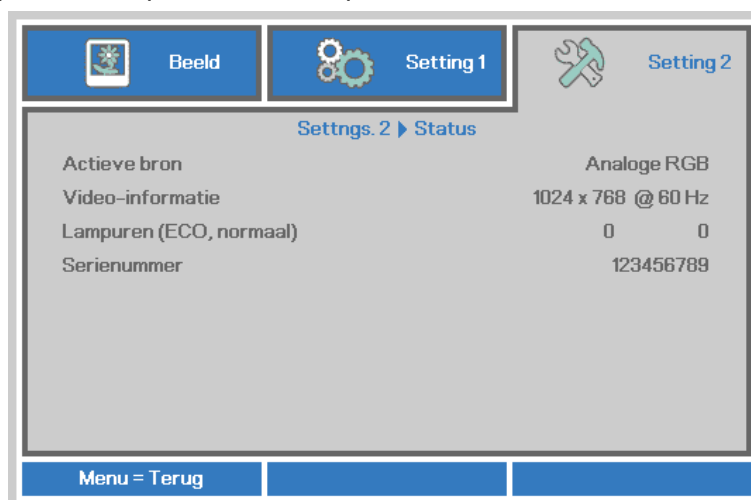 Beeld
Setting 1
Setting 2
Settngs. 2 ▶ Status
Actieve bron Analoge RGB
Video-informatie 1024 x 768 @ 60 Hz
Lampuren (ECO, normaal) 0 0
Serienummer 123456789
Menu = Terug